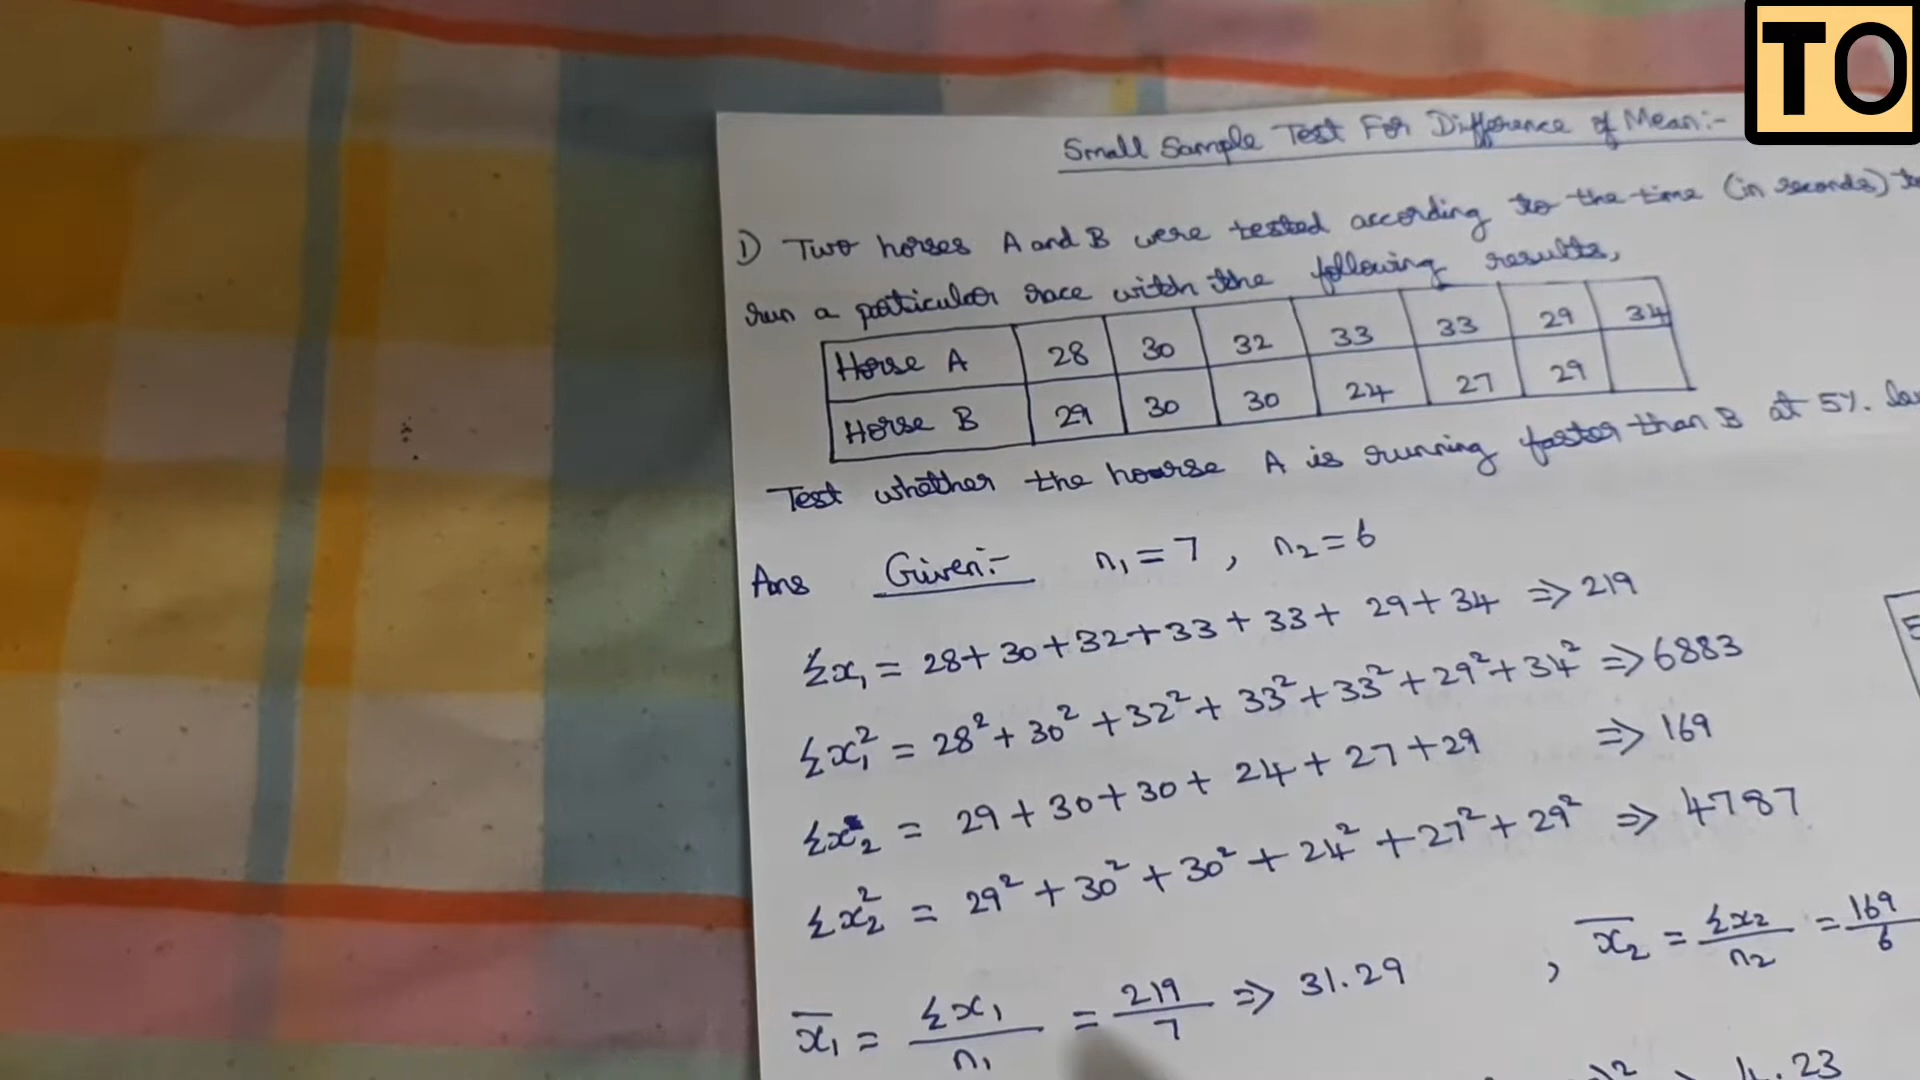 TO
Small Sample Test For Difference of Mean:-
1) Two horses A and B were tested according to the time (in seconds) to
run a paticular race with the following results,
Horse A 28 30 32 33 33 29 34
Horse B 29 30 30 24 27 29
Test whether the hoarse A is running faster than B at 5%.
Ans Given:- n₁ = 7, n₂ = 6
Σx₁ = 28+ 30+32+33+33+ 29+34 => 219
Σx₁² = 28²+30²+32²+33²+33²+29²+34² => 6883
Σx₂ = 29+30+30+ 24+27+29 => 169
Σx₂² = 29²+30²+30²+24²+27²+29² => 4787
x̄₁ = Σx₁/n₁ = 219/7 => 31.29 , x̄₂ = Σx₂/n₂ = 169/6
4.23